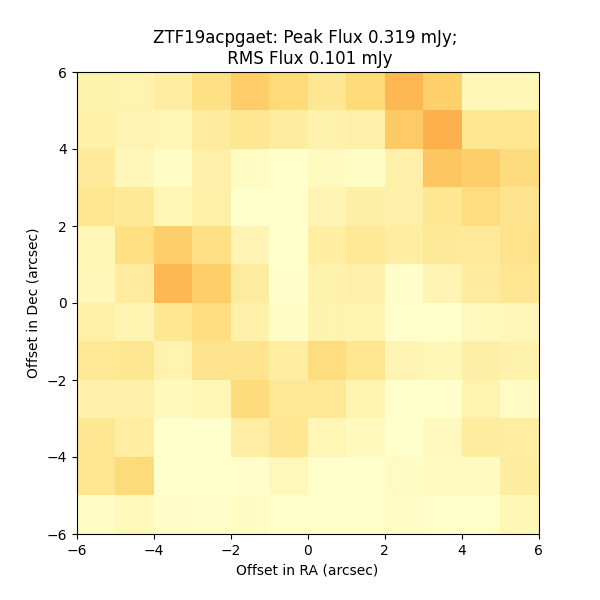 ZTF19acpgaet: Peak Flux 0.319 mJy;
RMS Flux 0.101 mJy
6
4
2
0
−2
−4
−6
Offset in Dec (arcsec)
−6 −4 −2 0 2 4 6
Offset in RA (arcsec)